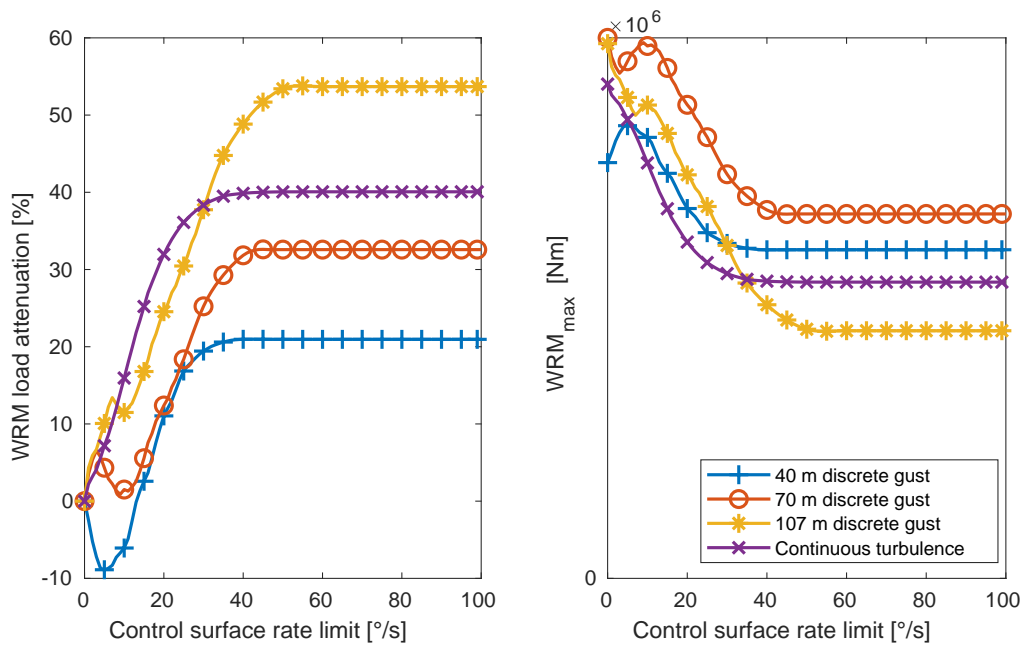 60
50
40
30
20
10
0
-10
0
20
40
60
80
100
WRM load attenuation [%]
Control surface rate limit [°/s]
× 10⁶
0
0
20
40
60
80
100
WRM_max [Nm]
Control surface rate limit [°/s]
40 m discrete gust
70 m discrete gust
107 m discrete gust
Continuous turbulence